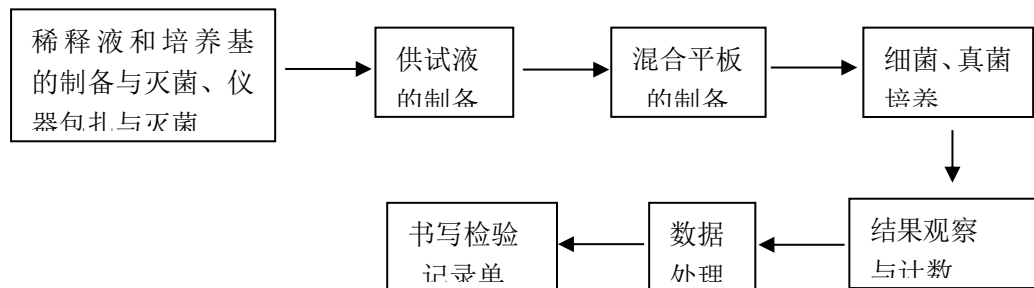 稀释液和培养基
的制备与灭菌、仪
器包扎与灭菌
供试液
的制备
混合平板
的制备
细菌、真菌
培养
结果观察
与计数
数据
处理
书写检验
记录单